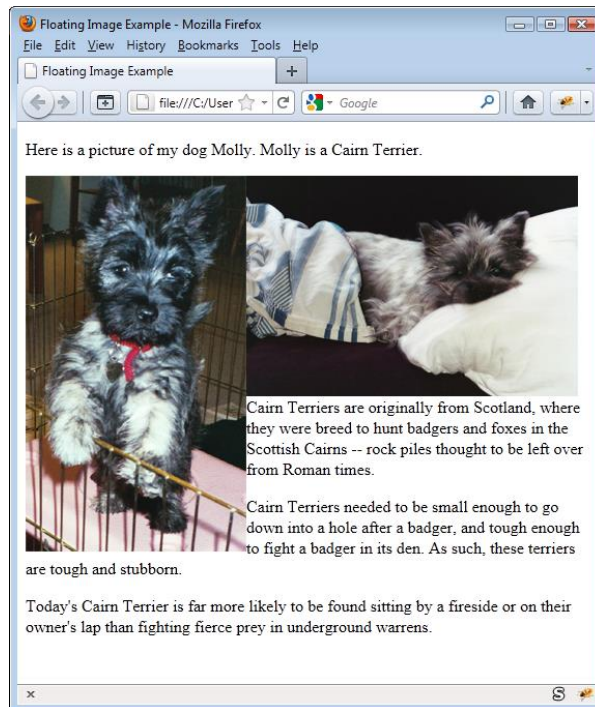 Floating Image Example - Mozilla Firefox
File Edit View History Bookmarks Tools Help
Floating Image Example
file:///C:/User
Google
Here is a picture of my dog Molly. Molly is a Cairn Terrier.
Cairn Terriers are originally from Scotland, where
they were breed to hunt badgers and foxes in the
Scottish Cairns -- rock piles thought to be left over
from Roman times.
Cairn Terriers needed to be small enough to go
down into a hole after a badger, and tough enough
to fight a badger in its den. As such, these terriers
are tough and stubborn.
Today's Cairn Terrier is far more likely to be found sitting by a fireside or on their
owner's lap than fighting fierce prey in underground warrens.